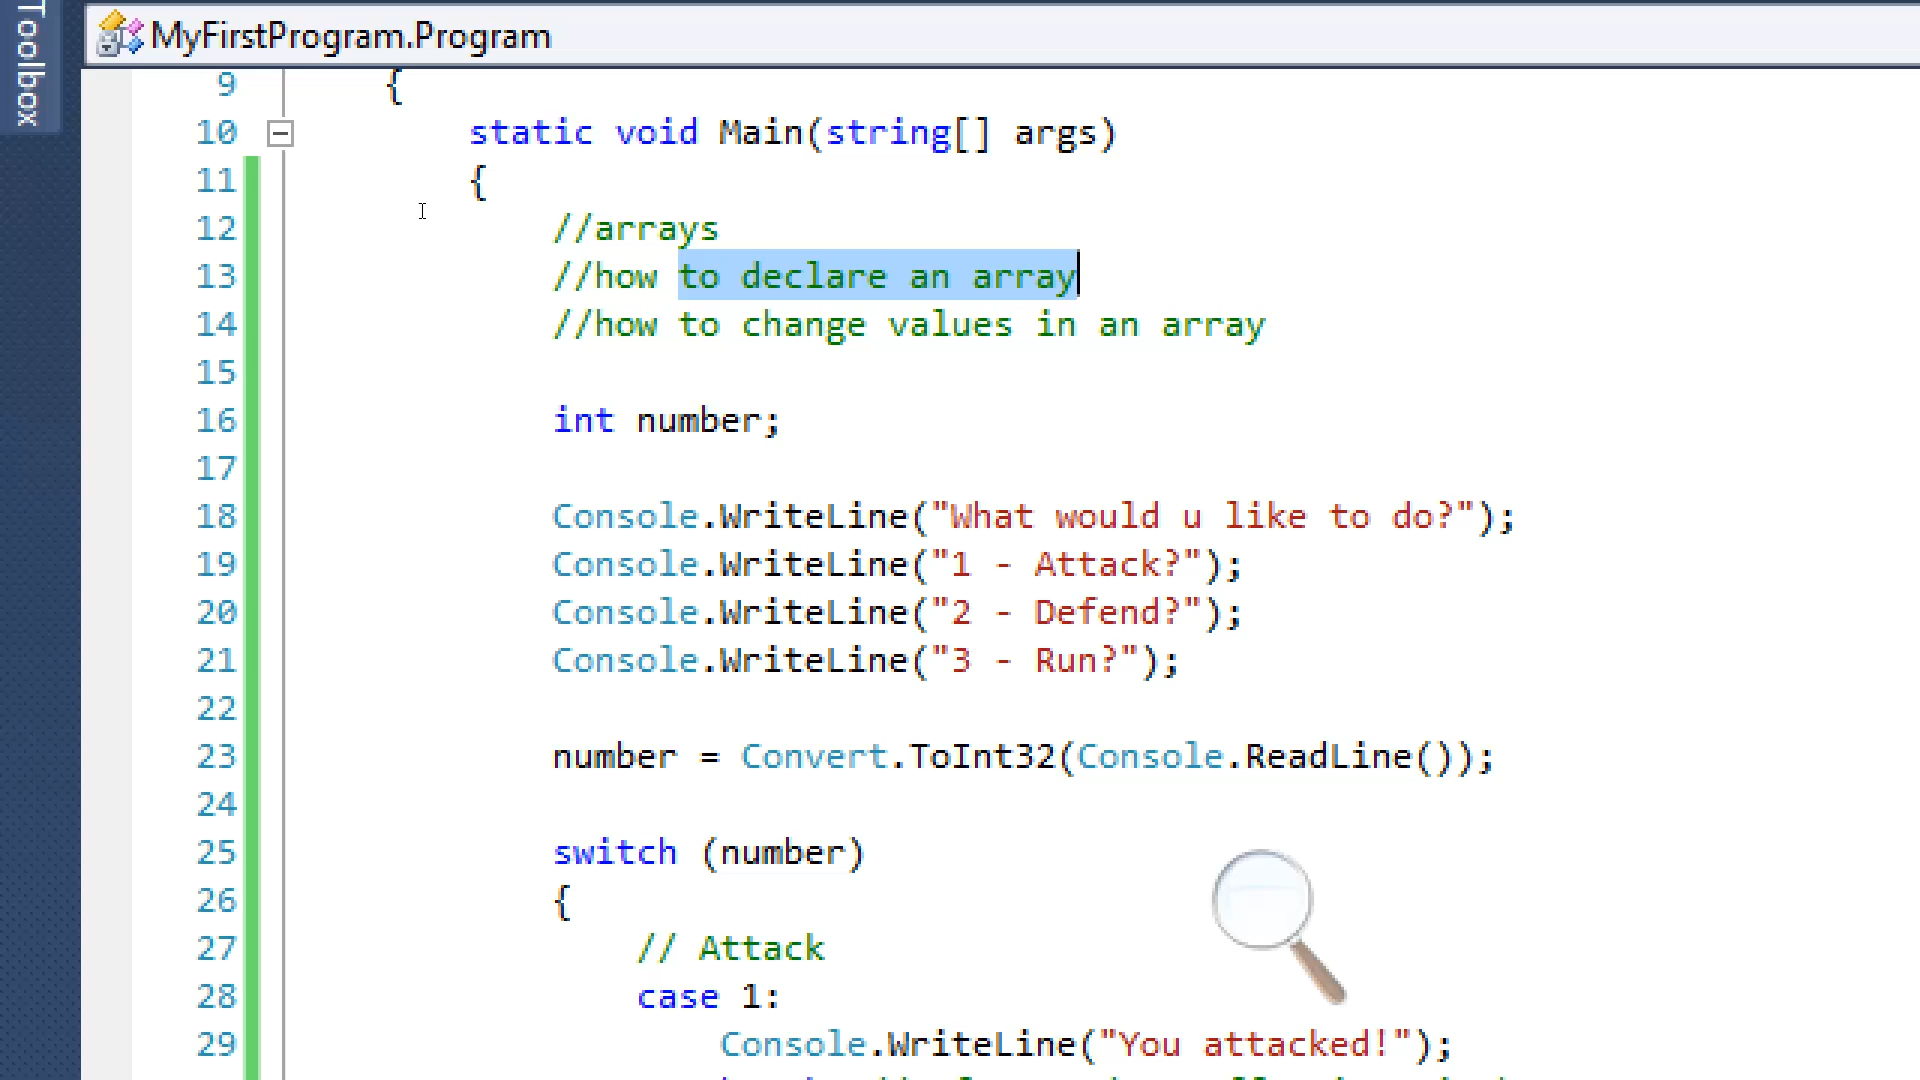 Toolbox
MyFirstProgram.Program
9 {
10 static void Main(string[] args)
11 {
12 //arrays
13 //how to declare an array
14 //how to change values in an array
15
16 int number;
17
18 Console.WriteLine("What would u like to do?");
19 Console.WriteLine("1 - Attack?");
20 Console.WriteLine("2 - Defend?");
21 Console.WriteLine("3 - Run?");
22
23 number = Convert.ToInt32(Console.ReadLine());
24
25 switch (number)
26 {
27 // Attack
28 case 1:
29 Console.WriteLine("You attacked!");